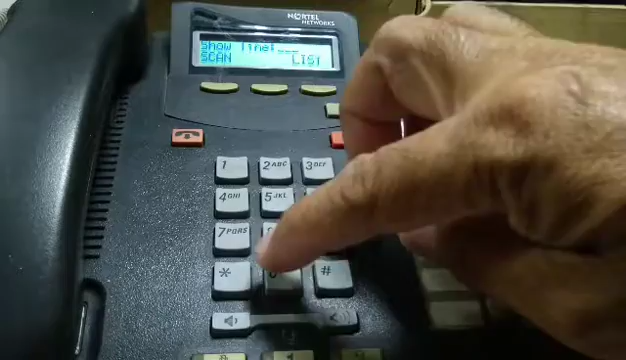 NORTEL
NETWORKS
Show line:___
SCAN LIST
1 2ABC 3DEF
4GHI 5JKL
7PQRS
* #